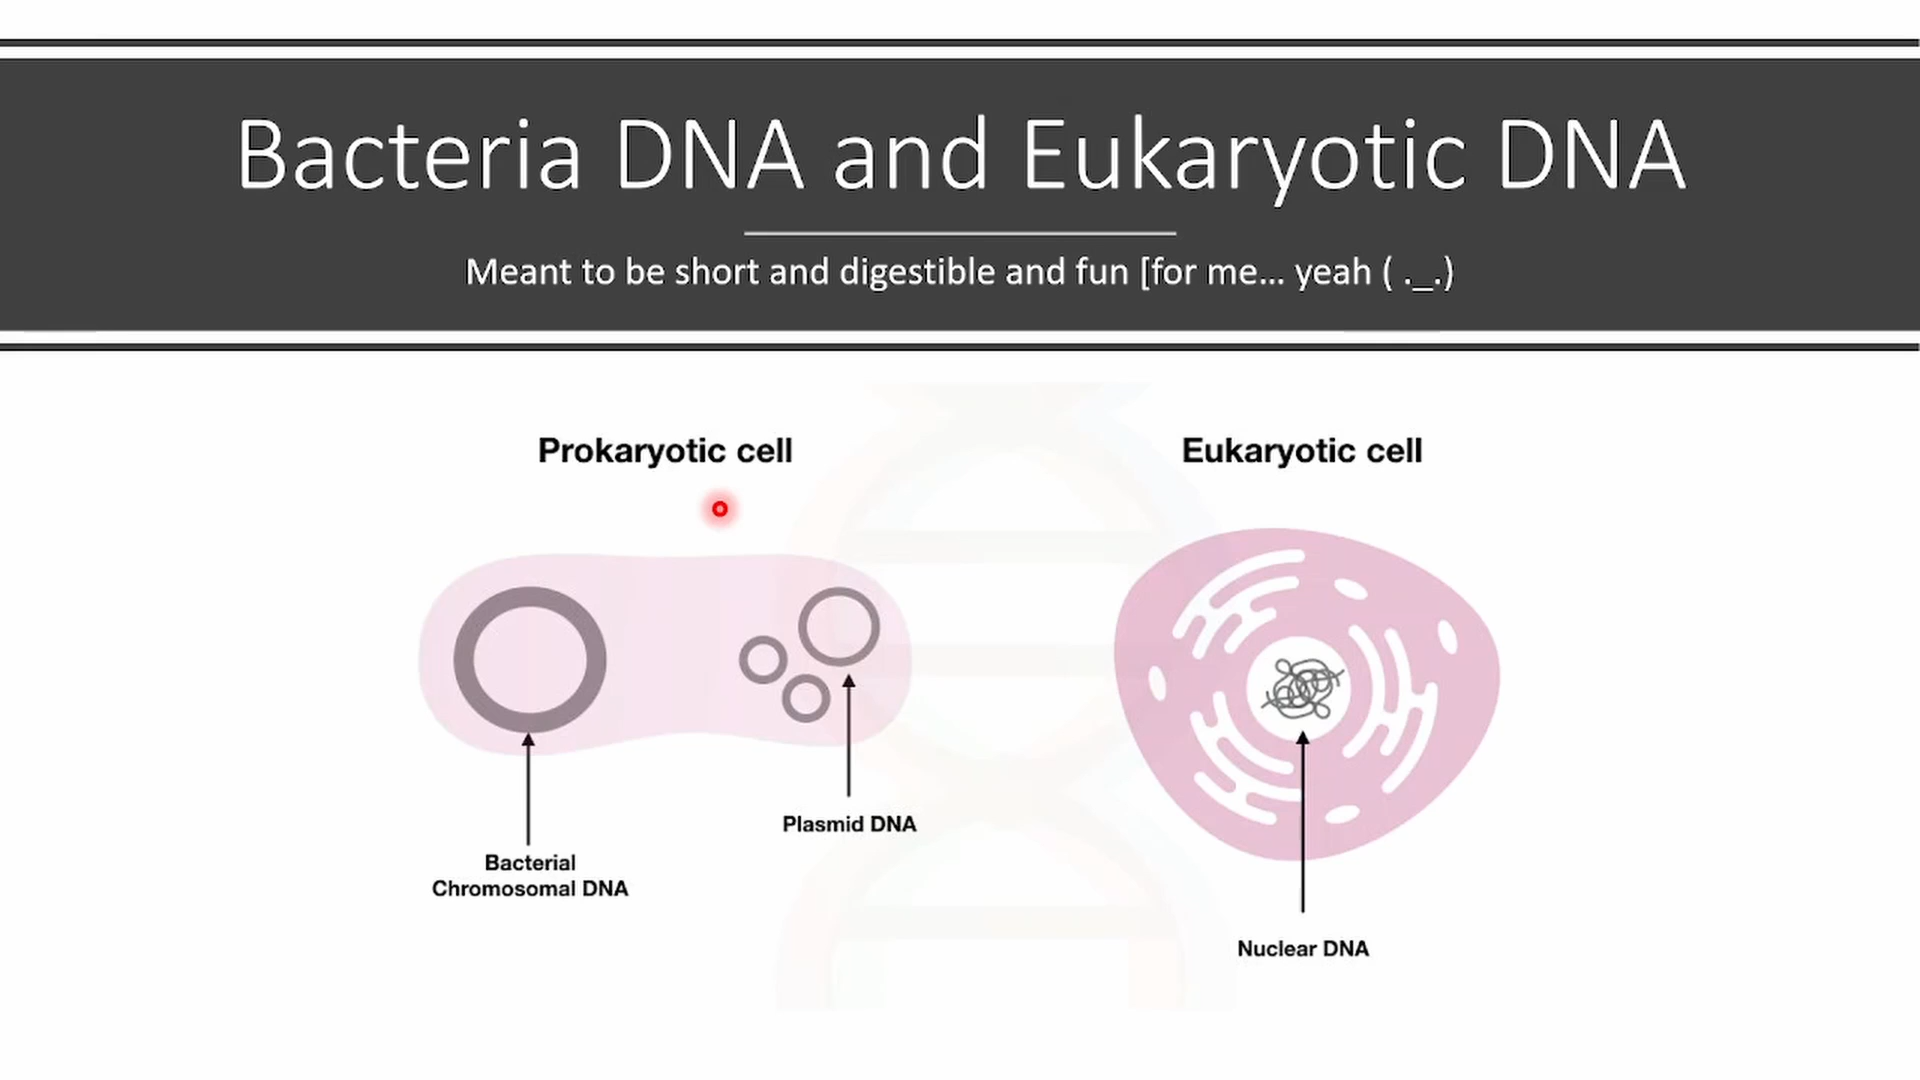 Bacteria DNA and Eukaryotic DNA
Meant to be short and digestible and fun [for me... yeah ( ._.)
Prokaryotic cell
Eukaryotic cell
Plasmid DNA
Bacterial
Chromosomal DNA
Nuclear DNA